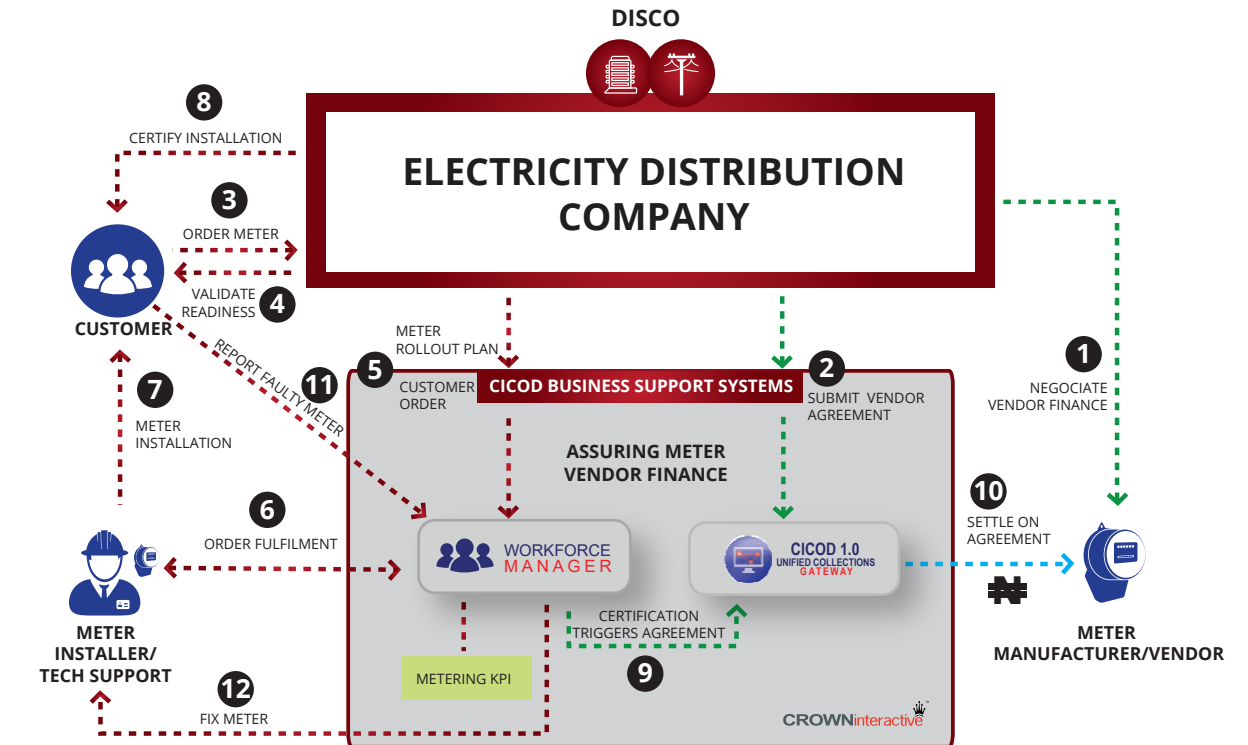 DISCO
ELECTRICITY DISTRIBUTION
COMPANY
8
CERTIFY INSTALLATION
3
ORDER METER
4
VALIDATE
READINESS
CUSTOMER
METER
ROLLOUT PLAN
1
NEGOCIATE
VENDOR FINANCE
REPORT FAULTY METER
11
5
CUSTOMER
ORDER
CICOD BUSINESS SUPPORT SYSTEMS
2
SUBMIT VENDOR
AGREEMENT
7
METER
INSTALLATION
ASSURING METER
VENDOR FINANCE
6
ORDER FULFILMENT
WORKFORCE
MANAGER
CICOD 1.0
UNIFIED COLLECTIONS
GATEWAY
10
SETTLE ON
AGREEMENT
₦
METER
INSTALLER/
TECH SUPPORT
CERTIFICATION
TRIGGERS AGREEMENT
9
METER
MANUFACTURER/VENDOR
METERING KPI
12
FIX METER
CROWNinteractive